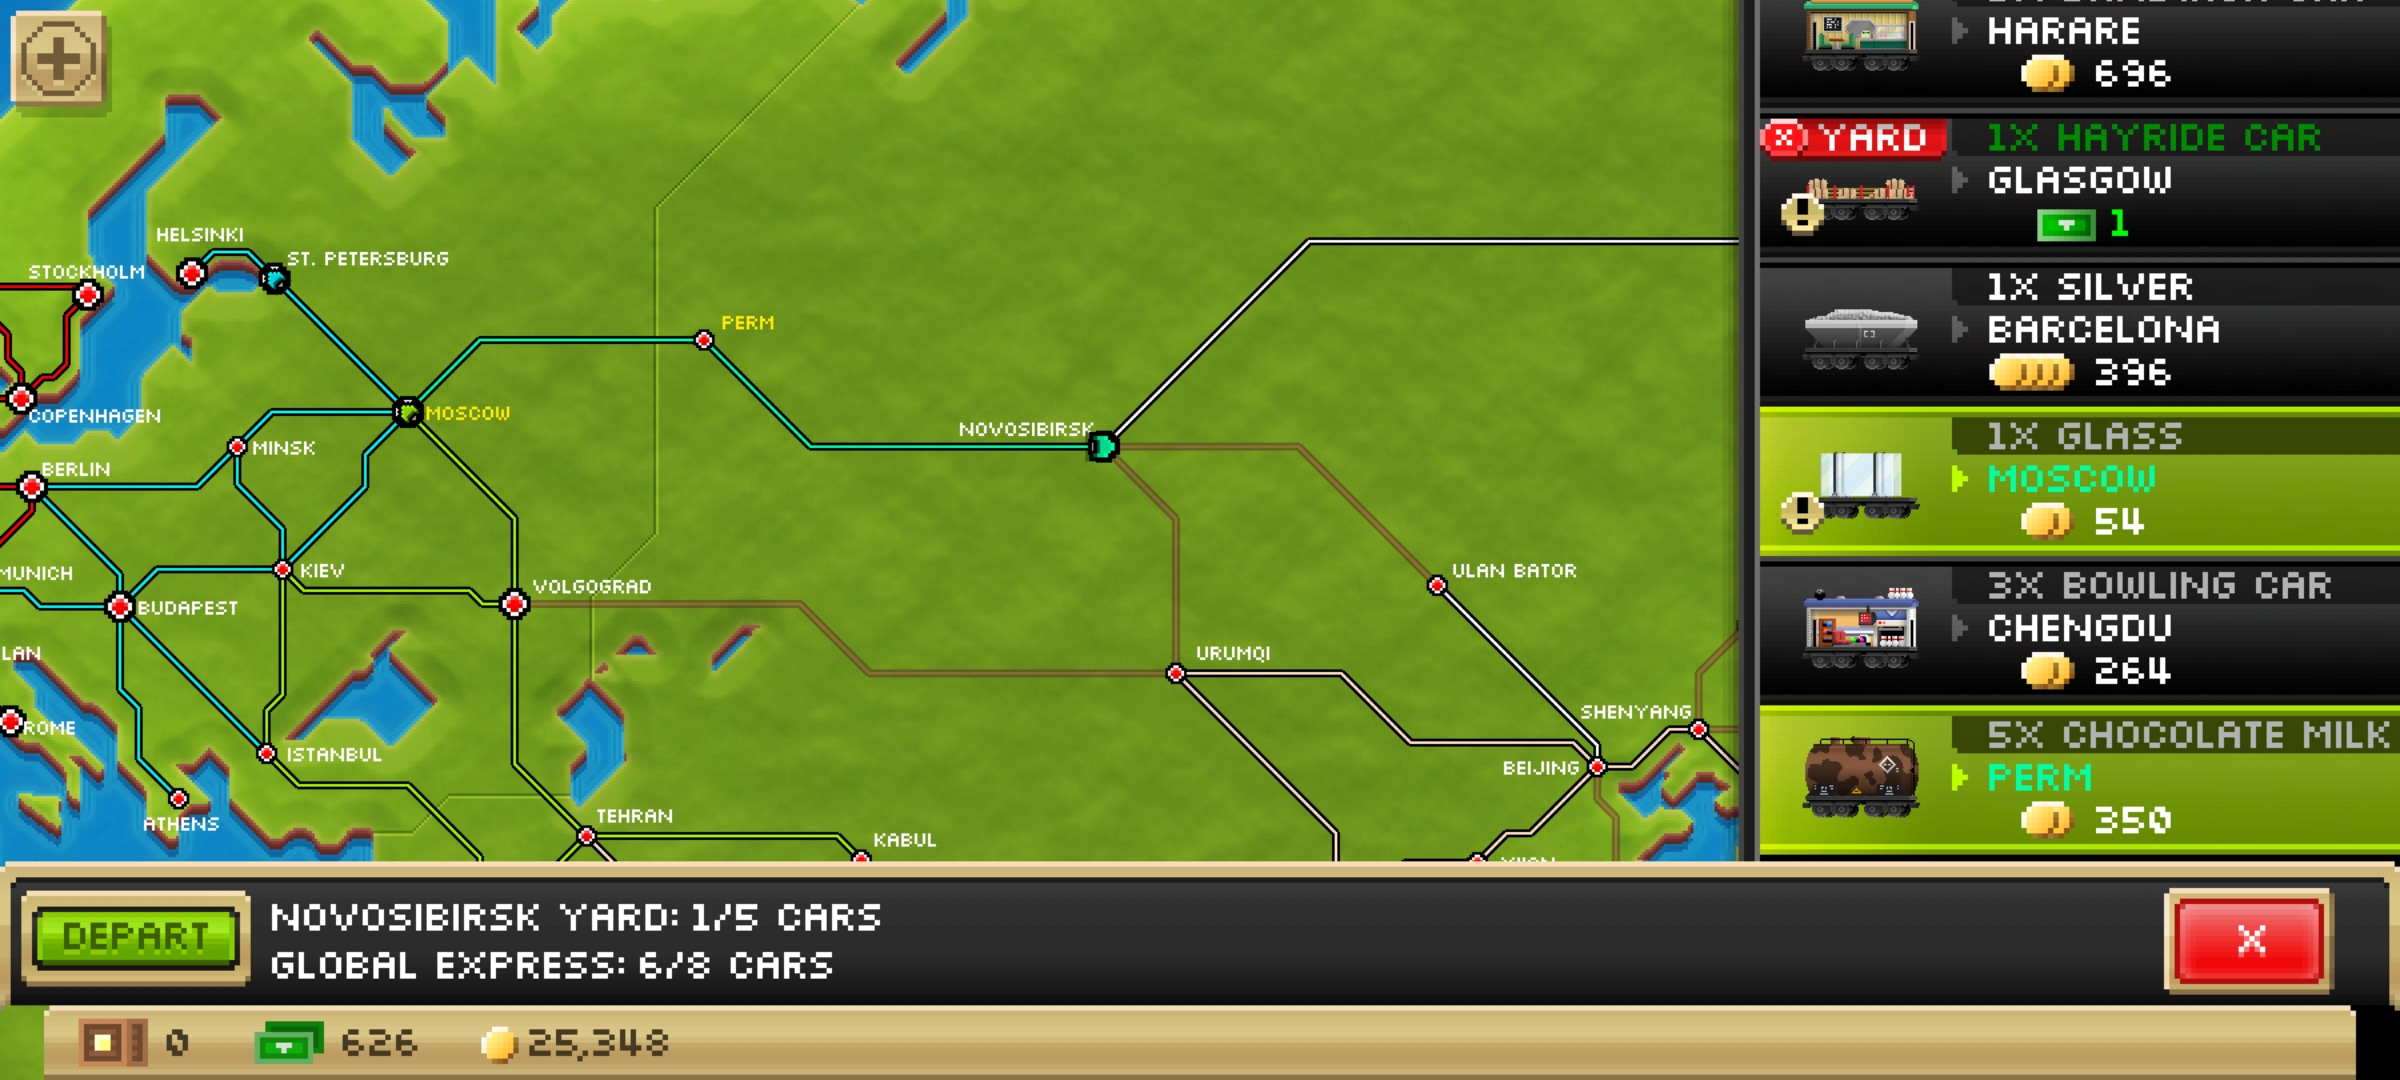 HELSINKI
ST. PETERSBURG
STOCKHOLM
PERM
COPENHAGEN
MOSCOW
NOVOSIBIRSK
MINSK
BERLIN
MUNICH
KIEV
VOLGOGRAD
ULAN BATOR
BUDAPEST
LAN
URUMQI
ROME
ISTANBUL
SHENYANG
BEIJING
ATHENS
TEHRAN
KABUL
HARARE
696
YARD
1X HAYRIDE CAR
GLASGOW
1
1X SILVER
BARCELONA
396
1X GLASS
MOSCOW
54
3X BOWLING CAR
CHENGDU
264
5X CHOCOLATE MILK
PERM
350
DEPART
NOVOSIBIRSK YARD: 1/5 CARS
GLOBAL EXPRESS: 6/8 CARS
X
0
626
25,348